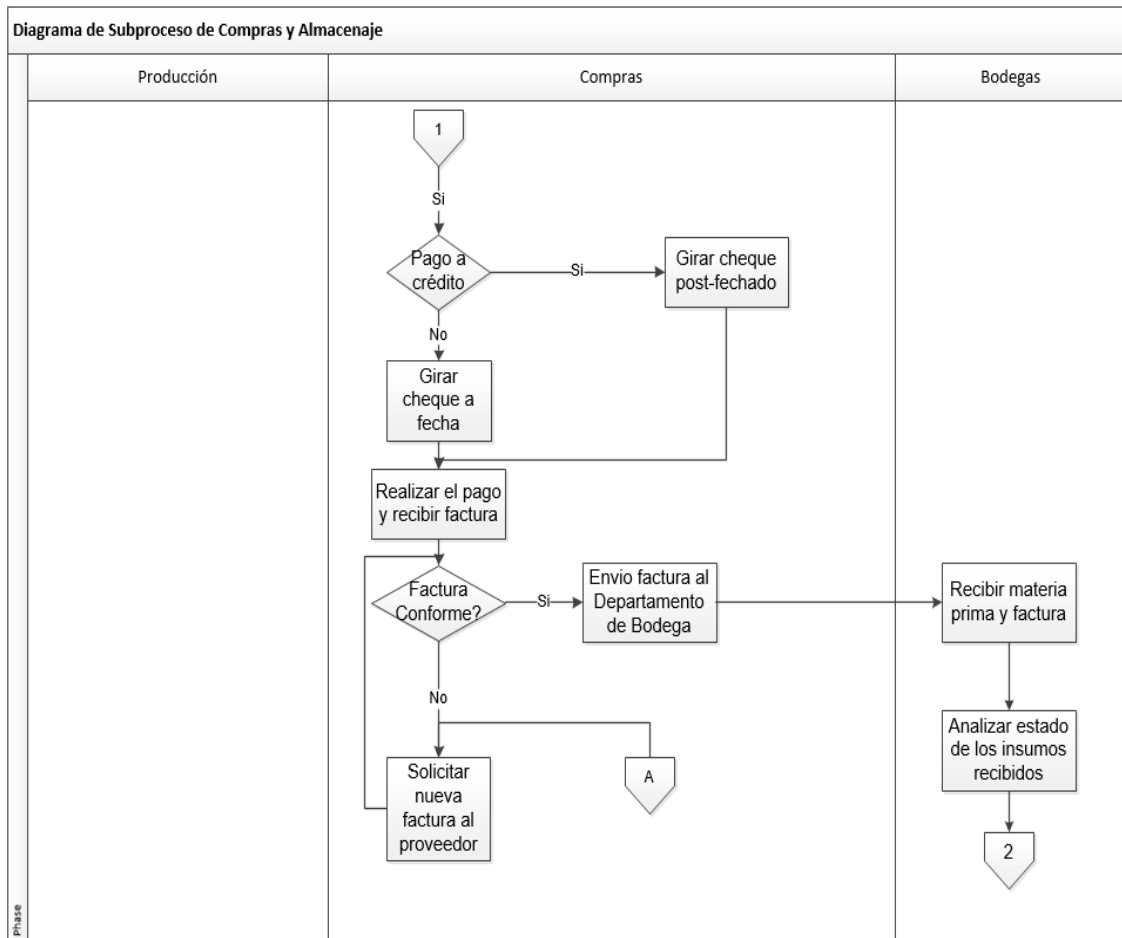 Diagrama de Subproceso de Compras y Almacenaje
Producción
Compras
Bodegas
1
Si
Pago a
crédito
Si
Girar cheque
post-fechado
No
Girar
cheque a
fecha
Realizar el pago
y recibir factura
Factura
Conforme?
Si
Envio factura al
Departamento
de Bodega
Recibir materia
prima y factura
No
Analizar estado
de los insumos
recibidos
Solicitar
nueva
factura al
proveedor
A
2
Phase